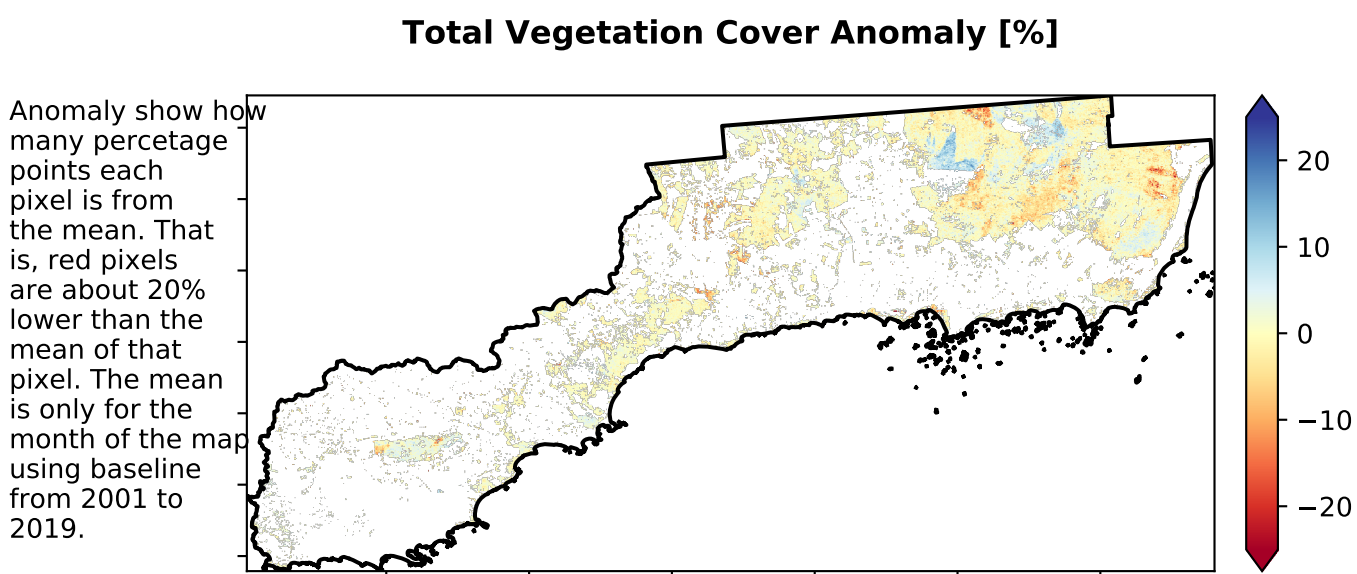 Total Vegetation Cover Anomaly [%]
Anomaly show how
many percetage
points each
pixel is from
the mean. That
is, red pixels
are about 20%
lower than the
mean of that
pixel. The mean
is only for the
month of the map
using baseline
from 2001 to
2019.
20
10
0
−10
−20